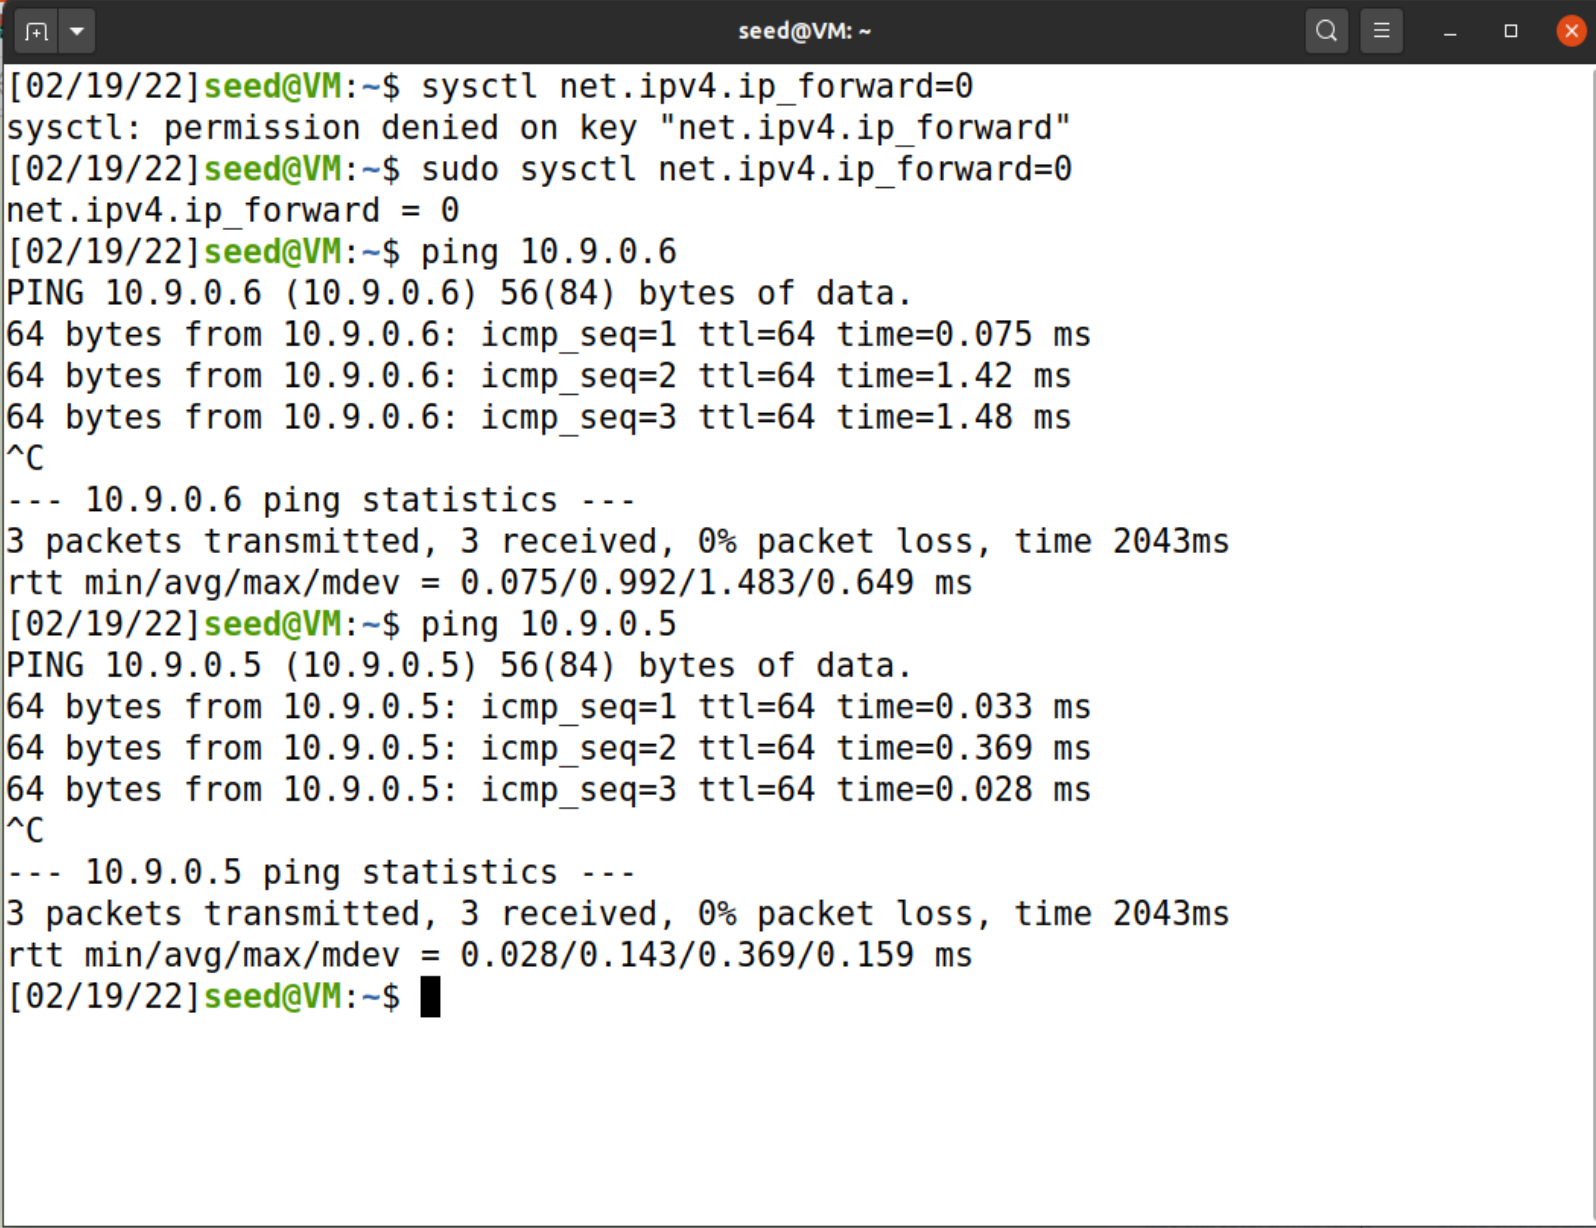 seed@VM: ~
[02/19/22]seed@VM:~$ sysctl net.ipv4.ip_forward=0
sysctl: permission denied on key "net.ipv4.ip_forward"
[02/19/22]seed@VM:~$ sudo sysctl net.ipv4.ip_forward=0
net.ipv4.ip_forward = 0
[02/19/22]seed@VM:~$ ping 10.9.0.6
PING 10.9.0.6 (10.9.0.6) 56(84) bytes of data.
64 bytes from 10.9.0.6: icmp_seq=1 ttl=64 time=0.075 ms
64 bytes from 10.9.0.6: icmp_seq=2 ttl=64 time=1.42 ms
64 bytes from 10.9.0.6: icmp_seq=3 ttl=64 time=1.48 ms
^C
--- 10.9.0.6 ping statistics ---
3 packets transmitted, 3 received, 0% packet loss, time 2043ms
rtt min/avg/max/mdev = 0.075/0.992/1.483/0.649 ms
[02/19/22]seed@VM:~$ ping 10.9.0.5
PING 10.9.0.5 (10.9.0.5) 56(84) bytes of data.
64 bytes from 10.9.0.5: icmp_seq=1 ttl=64 time=0.033 ms
64 bytes from 10.9.0.5: icmp_seq=2 ttl=64 time=0.369 ms
64 bytes from 10.9.0.5: icmp_seq=3 ttl=64 time=0.028 ms
^C
--- 10.9.0.5 ping statistics ---
3 packets transmitted, 3 received, 0% packet loss, time 2043ms
rtt min/avg/max/mdev = 0.028/0.143/0.369/0.159 ms
[02/19/22]seed@VM:~$